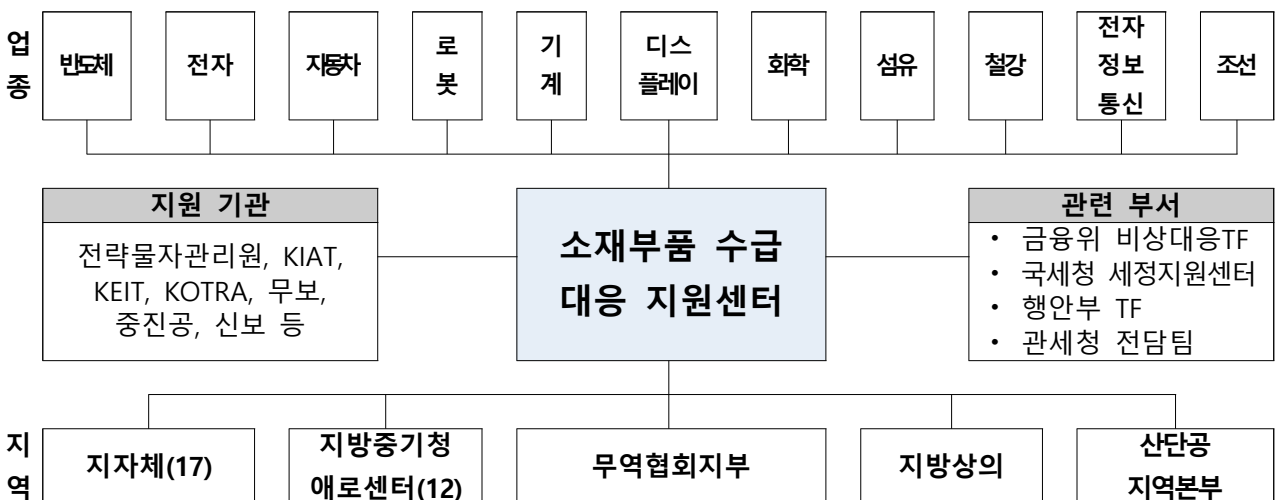 업
종
반도체
전자
자동차
로
봇
기
계
디스
플레이
화학
섬유
철강
전자
정보
통신
조선
지원 기관
전략물자관리원, KIAT,
KEIT, KOTRA, 무보,
중진공, 신보 등
소재부품 수급
대응 지원센터
관련 부서
• 금융위 비상대응TF
• 국세청 세정지원센터
• 행안부 TF
• 관세청 전담팀
지
역
지자체(17)
지방중기청
애로센터(12)
무역협회지부
지방상의
산단공
지역본부